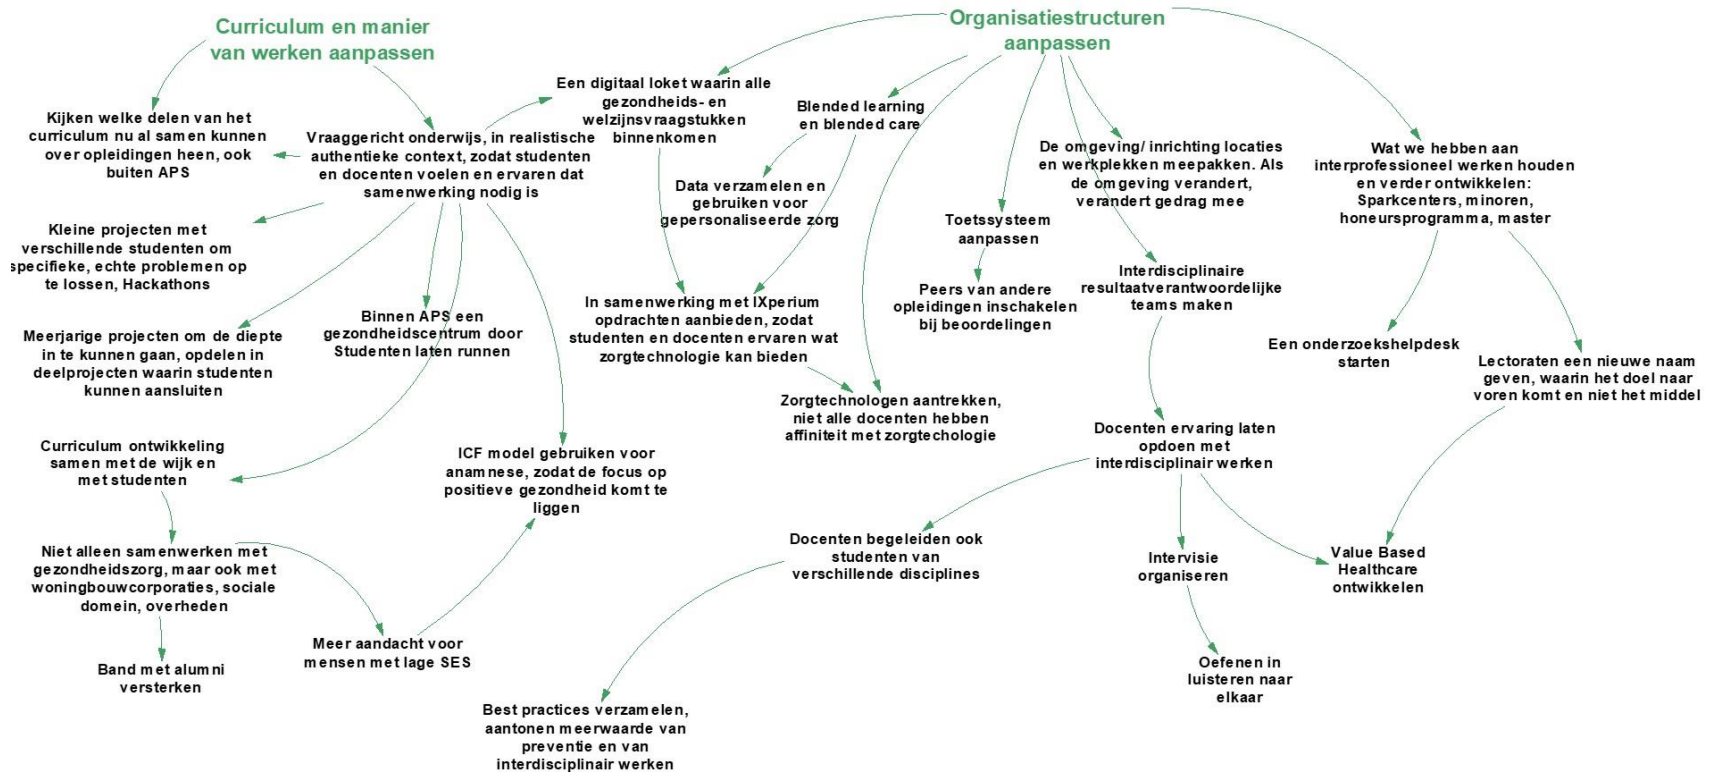 Curriculum en manier
van werken aanpassen
Organisatiestructuren
aanpassen
Kijken welke delen van het
curriculum nu al samen kunnen
over opleidingen heen, ook
buiten APS
Vraaggericht onderwijs, in realistische
authentieke context, zodat studenten
en docenten voelen en ervaren dat
samenwerking nodig is
Een digitaal loket waarin alle
gezondheids- en
welzijnsvraagstukken
binnenkomen
Blended learning
en blended care
De omgeving/ inrichting locaties
en werkplekken meepakken. Als
de omgeving verandert,
verandert gedrag mee
Wat we hebben aan
interprofessioneel werken houden
en verder ontwikkelen:
Sparkcenters, minoren,
honeursprogramma, master
Data verzamelen en
gebruiken voor
gepersonaliseerde zorg
Toetssysteem
aanpassen
Kleine projecten met
verschillende studenten om
specifieke, echte problemen op
te lossen, Hackathons
Interdisciplinaire
resultaatverantwoordelijke
teams maken
Peers van andere
opleidingen inschakelen
bij beoordelingen
In samenwerking met IXperium
opdrachten aanbieden, zodat
studenten en docenten ervaren wat
zorgtechnologie kan bieden
Binnen APS een
gezondheidscentrum door
Studenten laten runnen
Meerjarige projecten om de diepte
in te kunnen gaan, opdelen in
deelprojecten waarin studenten
kunnen aansluiten
Een onderzoekshelpdesk
starten
Lectoraten een nieuwe naam
geven, waarin het doel naar
voren komt en niet het middel
Zorgtechnologen aantrekken,
niet alle docenten hebben
affiniteit met zorgtechologie
Docenten ervaring laten
opdoen met
interdisciplinair werken
Curriculum ontwikkeling
samen met de wijk en
met studenten
ICF model gebruiken voor
anamnese, zodat de focus op
positieve gezondheid komt te
liggen
Docenten begeleiden ook
studenten van
verschillende disciplines
Intervisie
organiseren
Value Based
Healthcare
ontwikkelen
Niet alleen samenwerken met
gezondheidszorg, maar ook met
woningbouwcorporaties, sociale
domein, overheden
Meer aandacht voor
mensen met lage SES
Band met alumni
versterken
Oefenen in
luisteren naar
elkaar
Best practices verzamelen,
aantonen meerwaarde van
preventie en van
interdisciplinair werken